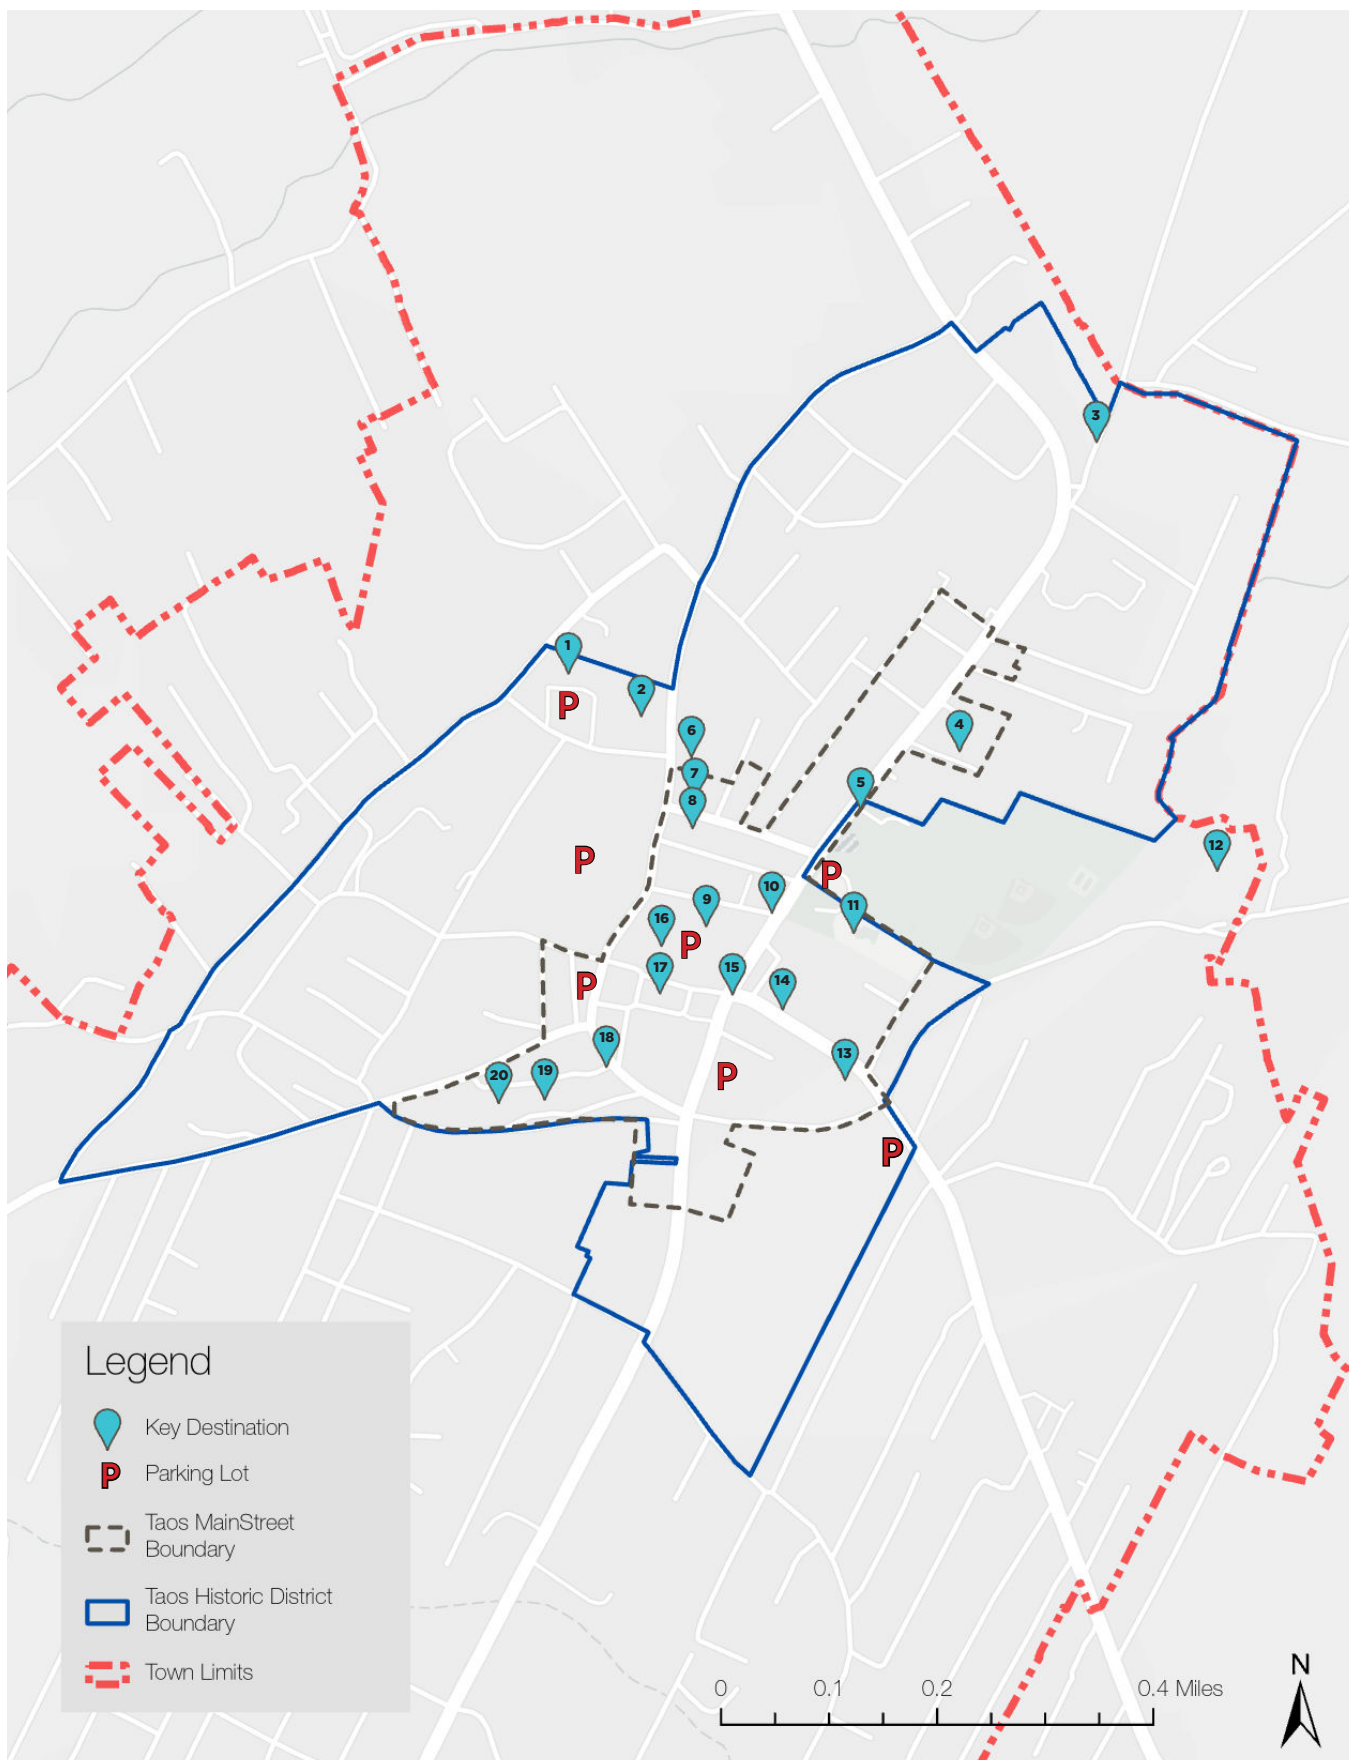 3
1
2
P
6
4
7
5
8
12
P
P
10
9
11
16
P
17
15
14
P
18
13
20
19
P
P
Legend
Key Destination
P
Parking Lot
Taos MainStreet
Boundary
Taos Historic District
Boundary
Town Limits
0
0.1
0.2
0.4 Miles
N